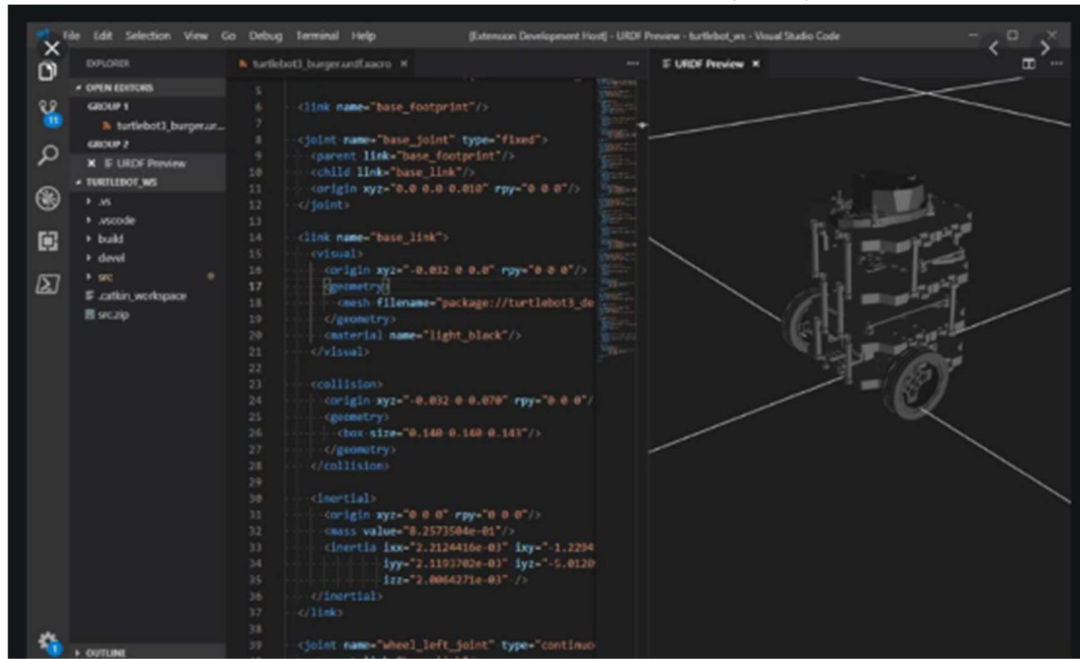 File Edit Selection View Go Debug Terminal Help
[Extension Development Host] - URDF Preview - turtlebot_ws - Visual Studio Code
EXPLORER
OPEN EDITORS
GROUP 1
turtlebot3_burger.ur...
11
GROUP 2
URDF Preview
TURTLEBOT_WS
.vs
.vscode
build
devel
src
.catkin_workspace
src.zip
OUTLINE
1
turtlebot3_burger.urdf.xacro
5
6 <link name="base_footprint"/>
7
8 <joint name="base_joint" type="fixed">
9 <parent link="base_footprint"/>
10 <child link="base_link"/>
11 <origin xyz="0.0 0.0 0.010" rpy="0 0 0"/>
12 </joint>
13
14 <link name="base_link">
15 <visual>
16 <origin xyz="-0.032 0 0.0" rpy="0 0 0"/>
17 <geometry>
18 <mesh filename="package://turtlebot3_de
19 </geometry>
20 <material name="light_black"/>
21 </visual>
22
23 <collision>
24 <origin xyz="-0.032 0 0.070" rpy="0 0 0"/
25 <geometry>
26 <box size="0.140 0.140 0.143"/>
27 </geometry>
28 </collision>
29
30 <inertial>
31 <origin xyz="0 0 0" rpy="0 0 0"/>
32 <mass value="8.2573504e-01"/>
33 <inertia ixx="2.2124416e-03" ixy="-1.2294
34 iyy="2.1193702e-03" iyz="-5.0120
35 izz="2.0064271e-03" />
36 </inertial>
37 </link>
38
39 <joint name="wheel_left_joint" type="continuo
URDF Preview